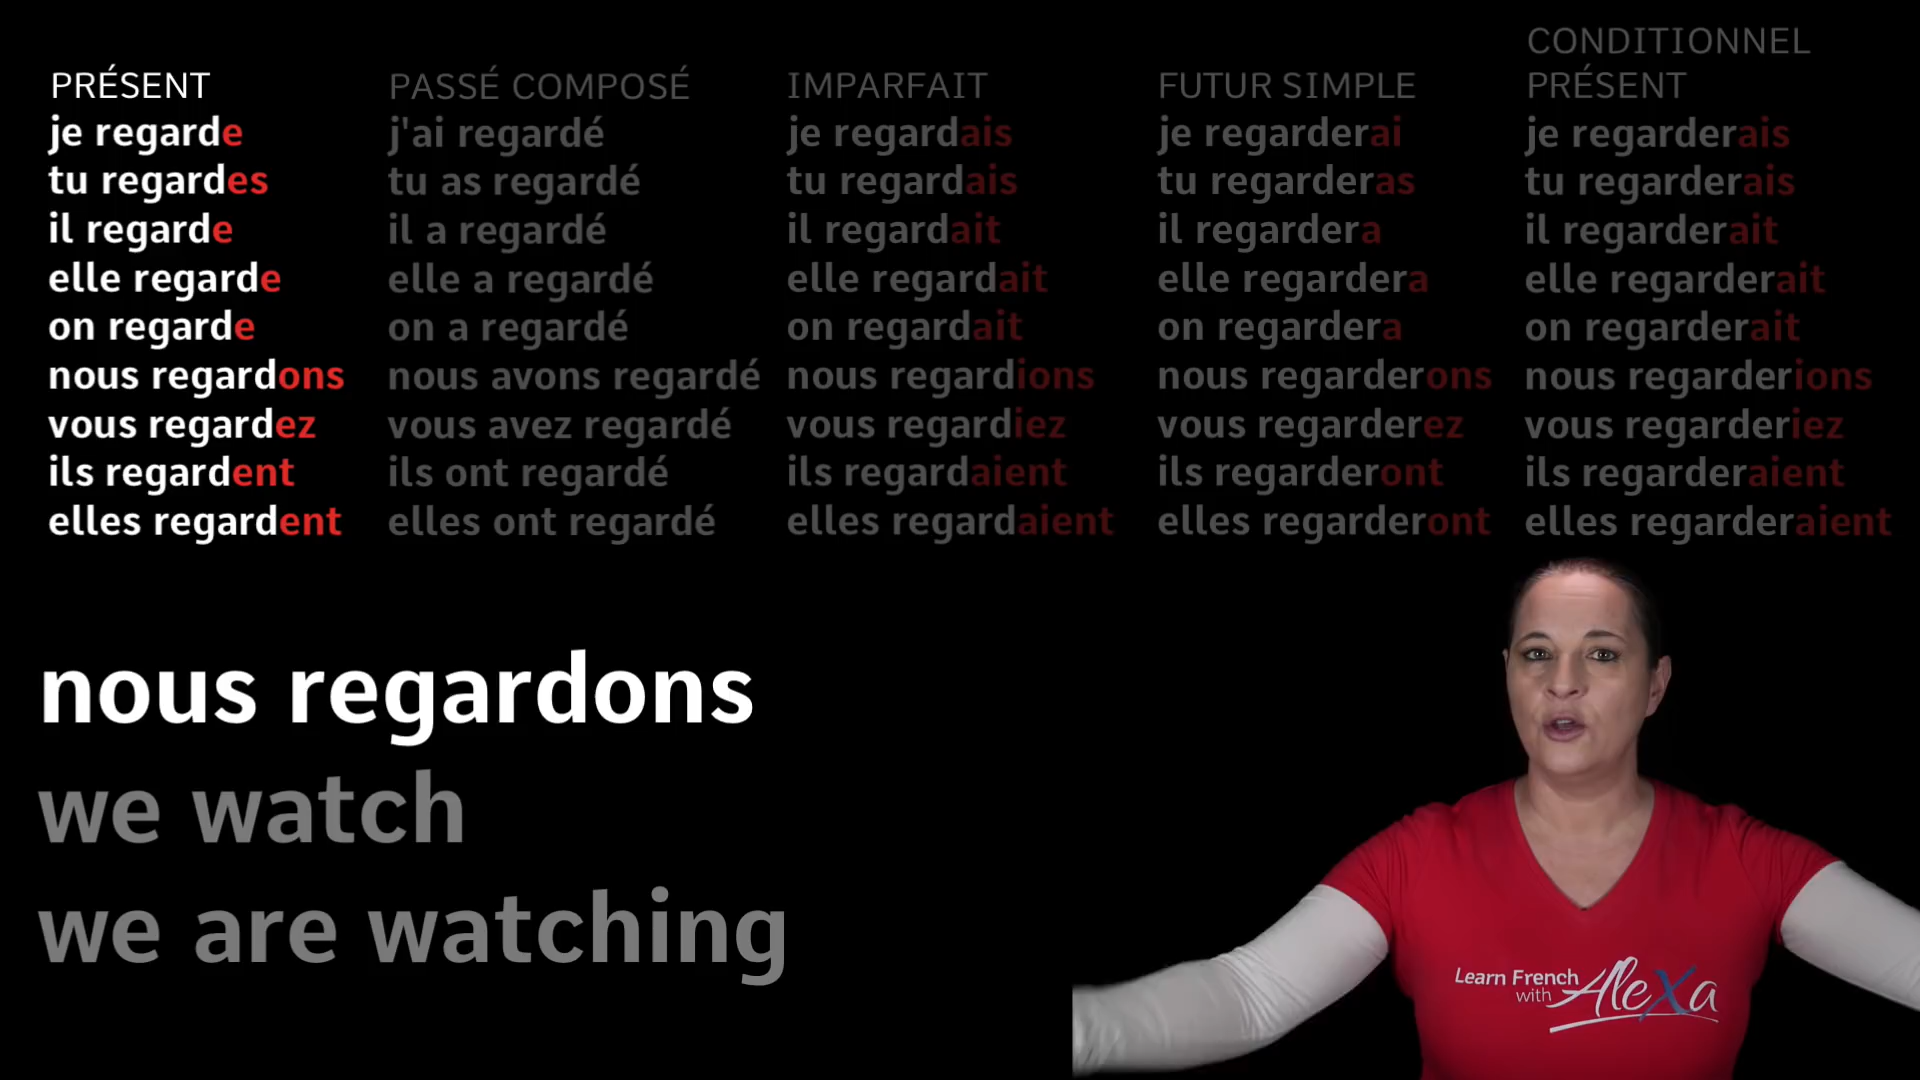 PRÉSENT
je regarde
tu regardes
il regarde
elle regarde
on regarde
nous regardons
vous regardez
ils regardent
elles regardent
PASSÉ COMPOSÉ
j'ai regardé
tu as regardé
il a regardé
elle a regardé
on a regardé
nous avons regardé
vous avez regardé
ils ont regardé
elles ont regardé
IMPARFAIT
je regardais
tu regardais
il regardait
elle regardait
on regardait
nous regardions
vous regardiez
ils regardaient
elles regardaient
FUTUR SIMPLE
je regarderai
tu regarderas
il regardera
elle regardera
on regardera
nous regarderons
vous regarderez
ils regarderont
elles regarderont
CONDITIONNEL
PRÉSENT
je regarderais
tu regarderais
il regarderait
elle regarderait
on regarderait
nous regarderions
vous regarderiez
ils regarderaient
elles regarderaient
nous regardons
we watch
we are watching
Learn French
with Alexa